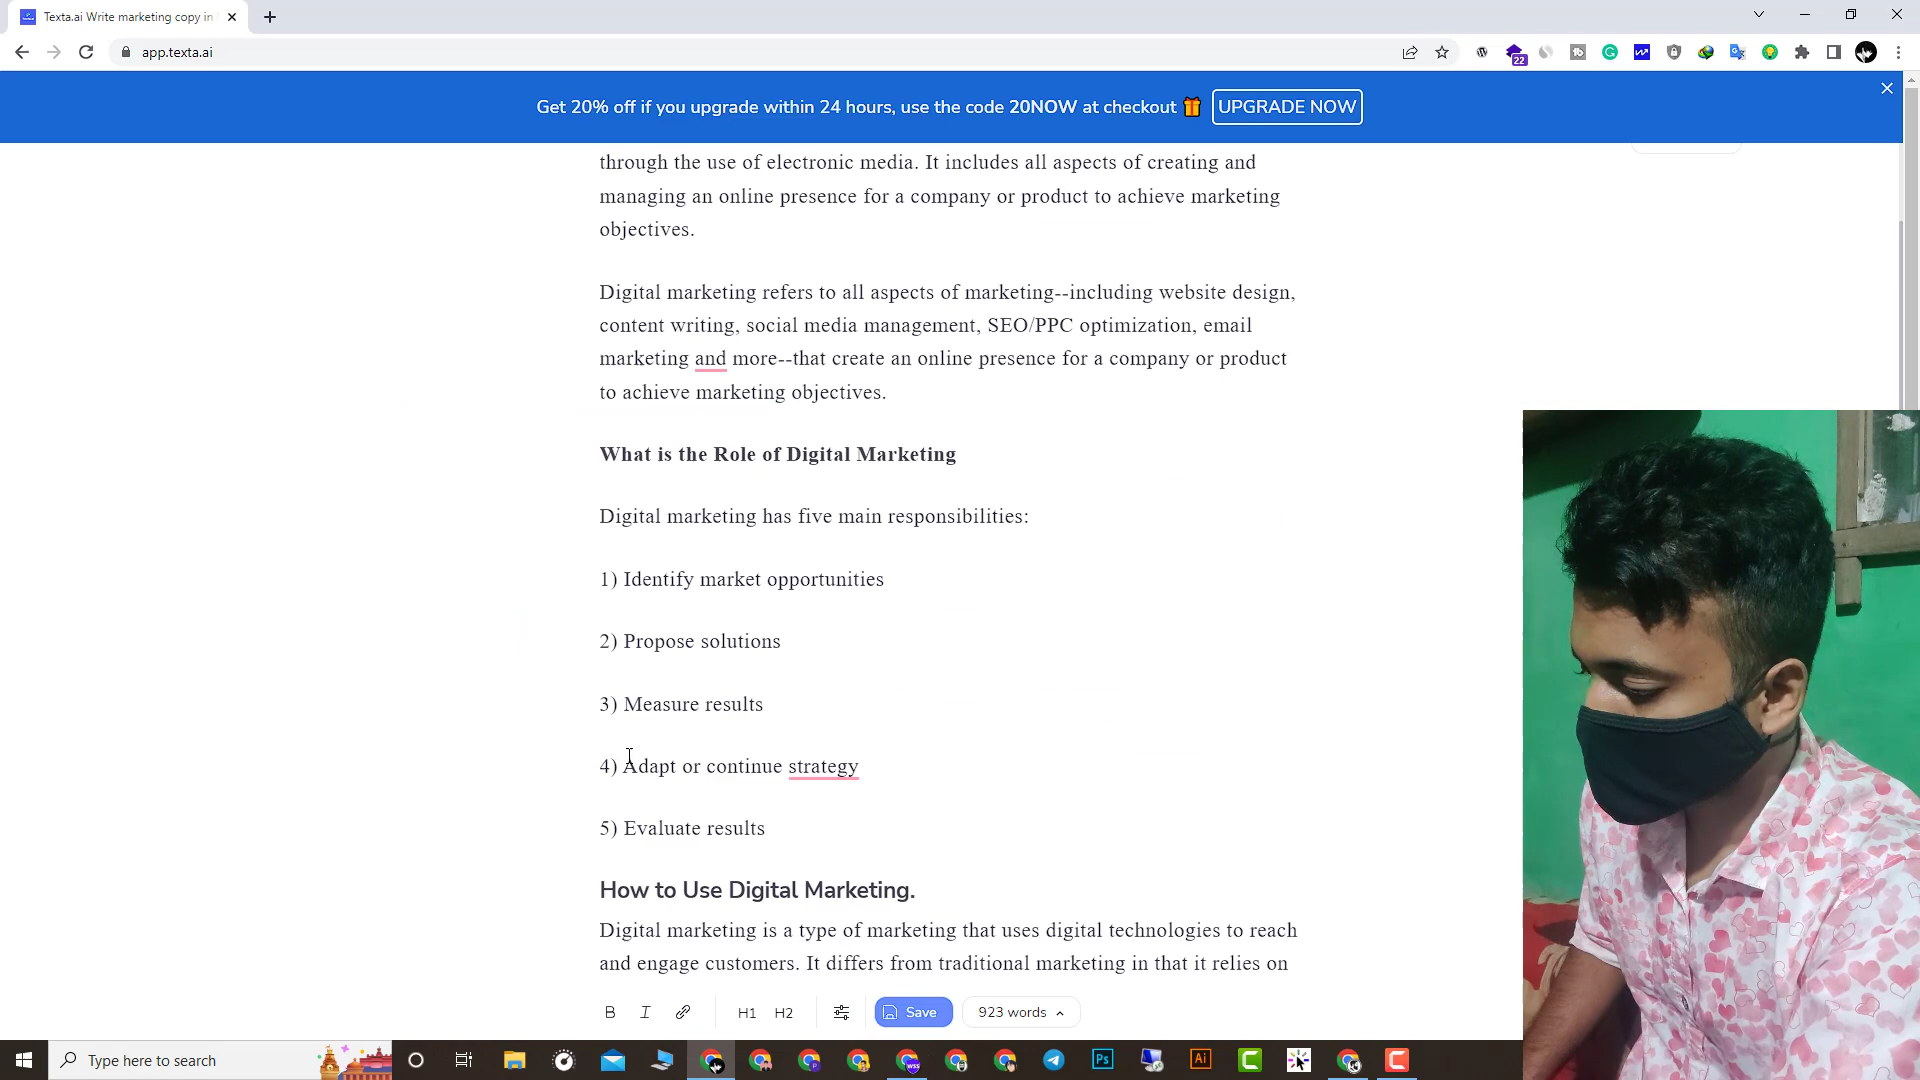 Texta.ai Write marketing copy in
app.texta.ai
22
Get 20% off if you upgrade within 24 hours, use the code 20NOW at checkout UPGRADE NOW
through the use of electronic media. It includes all aspects of creating and
managing an online presence for a company or product to achieve marketing
objectives.
Digital marketing refers to all aspects of marketing--including website design,
content writing, social media management, SEO/PPC optimization, email
marketing and more--that create an online presence for a company or product
to achieve marketing objectives.
What is the Role of Digital Marketing
Digital marketing has five main responsibilities:
1) Identify market opportunities
2) Propose solutions
3) Measure results
4) Adapt or continue strategy
5) Evaluate results
How to Use Digital Marketing.
Digital marketing is a type of marketing that uses digital technologies to reach
and engage customers. It differs from traditional marketing in that it relies on
B I H1 H2 Save 923 words
Type here to search
Ps Ai C C